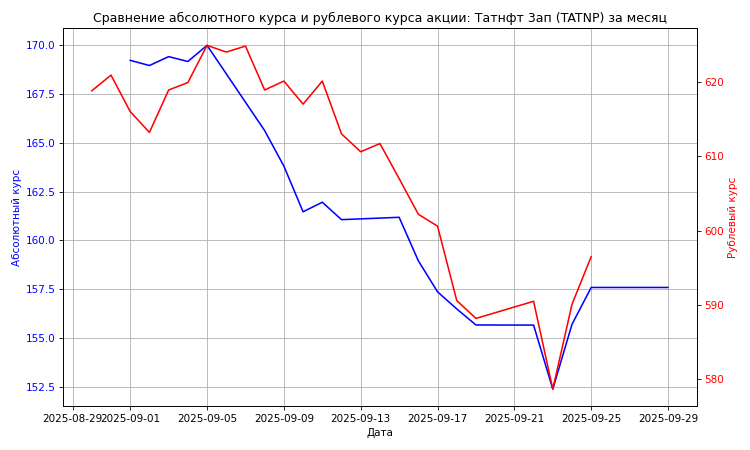 Сравнение абсолютного курса и рублевого курса акции: Татнфт 3ап (TATNP) за месяц
170.0
167.5
165.0
162.5
160.0
157.5
155.0
152.5
Абсолютный курс
620
610
600
590
580
Рублевый курс
2025-08-29 2025-09-01 2025-09-05 2025-09-09 2025-09-13 2025-09-17 2025-09-21 2025-09-25 2025-09-29
Дата